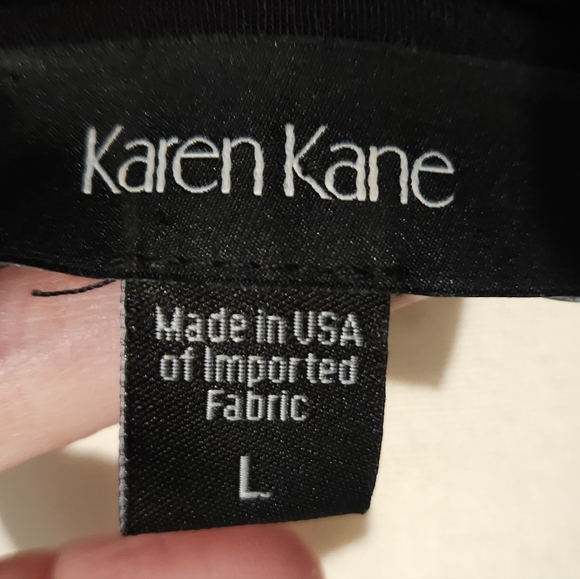 Karen Kane
Made in USA
of Imported
Fabric
L